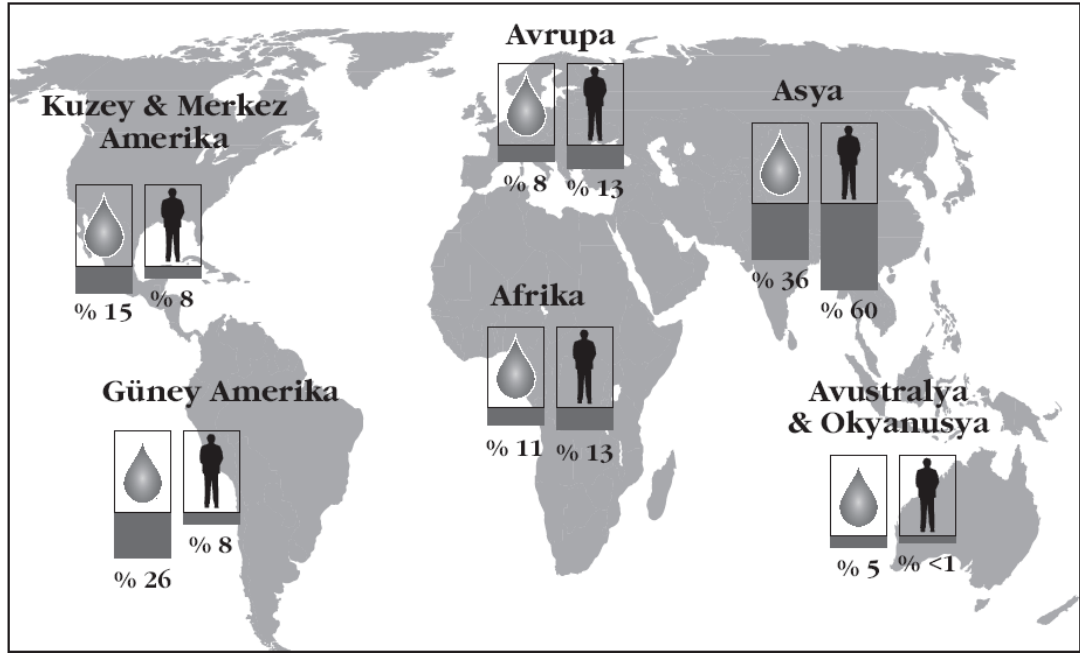 Avrupa
% 8 % 13
Asya
% 36
% 60
Kuzey & Merkez
Amerika
% 15 % 8
Afrika
% 11 % 13
Güney Amerika
% 26
% 8
Avustralya
& Okyanusya
% 5 % <1